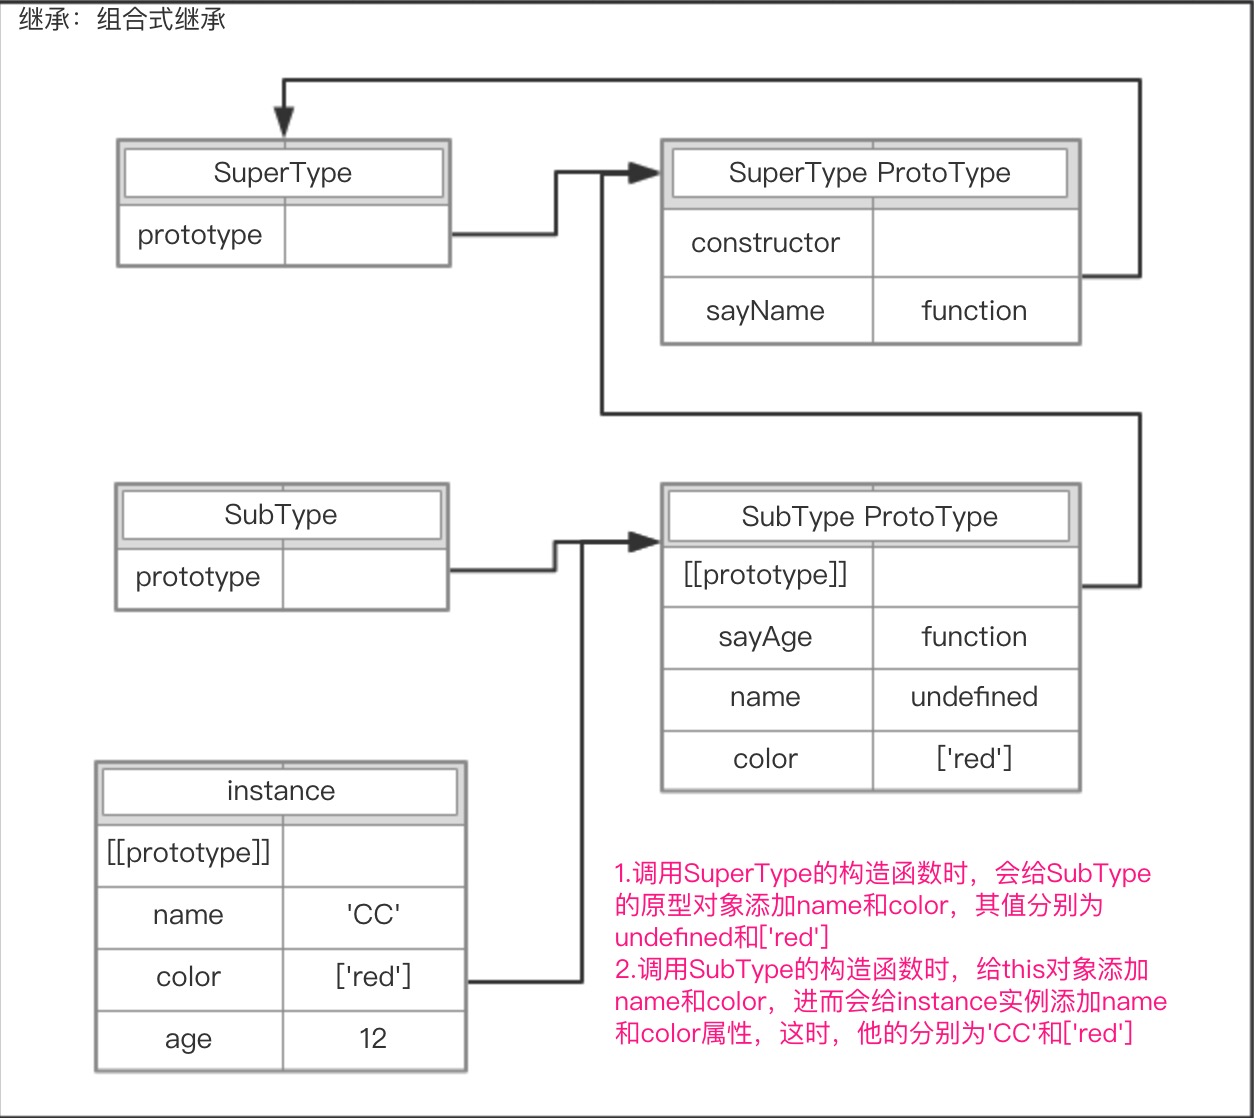 继承：组合式继承
SuperType
prototype
SuperType ProtoType
constructor
sayName function
SubType
prototype
SubType ProtoType
[[prototype]]
sayAge function
name undefined
color ['red']
instance
[[prototype]]
name 'CC'
color ['red']
age 12
1.调用SuperType的构造函数时，会给SubType
的原型对象添加name和color，其值分别为
undefined和['red']
2.调用SubType的构造函数时，给this对象添加
name和color，进而会给instance实例添加name
和color属性，这时，他的分别为'CC'和['red']